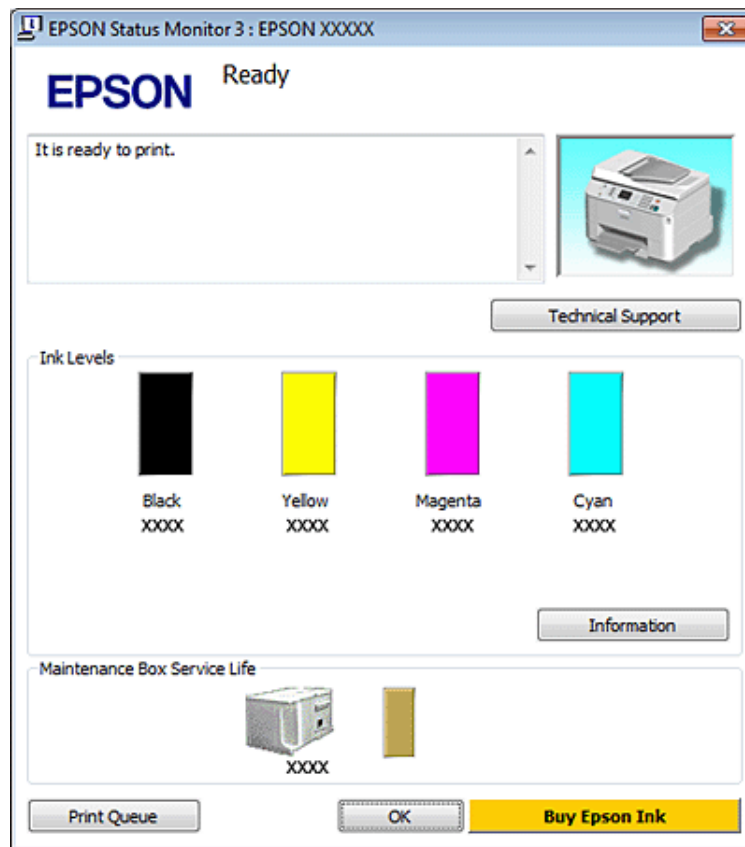 EPSON Status Monitor 3 : EPSON XXXXX
EPSON
Ready
It is ready to print.
Technical Support
Ink Levels
Black Yellow Magenta Cyan
XXXX XXXX XXXX XXXX
Information
Maintenance Box Service Life
XXXX
Print Queue OK Buy Epson Ink